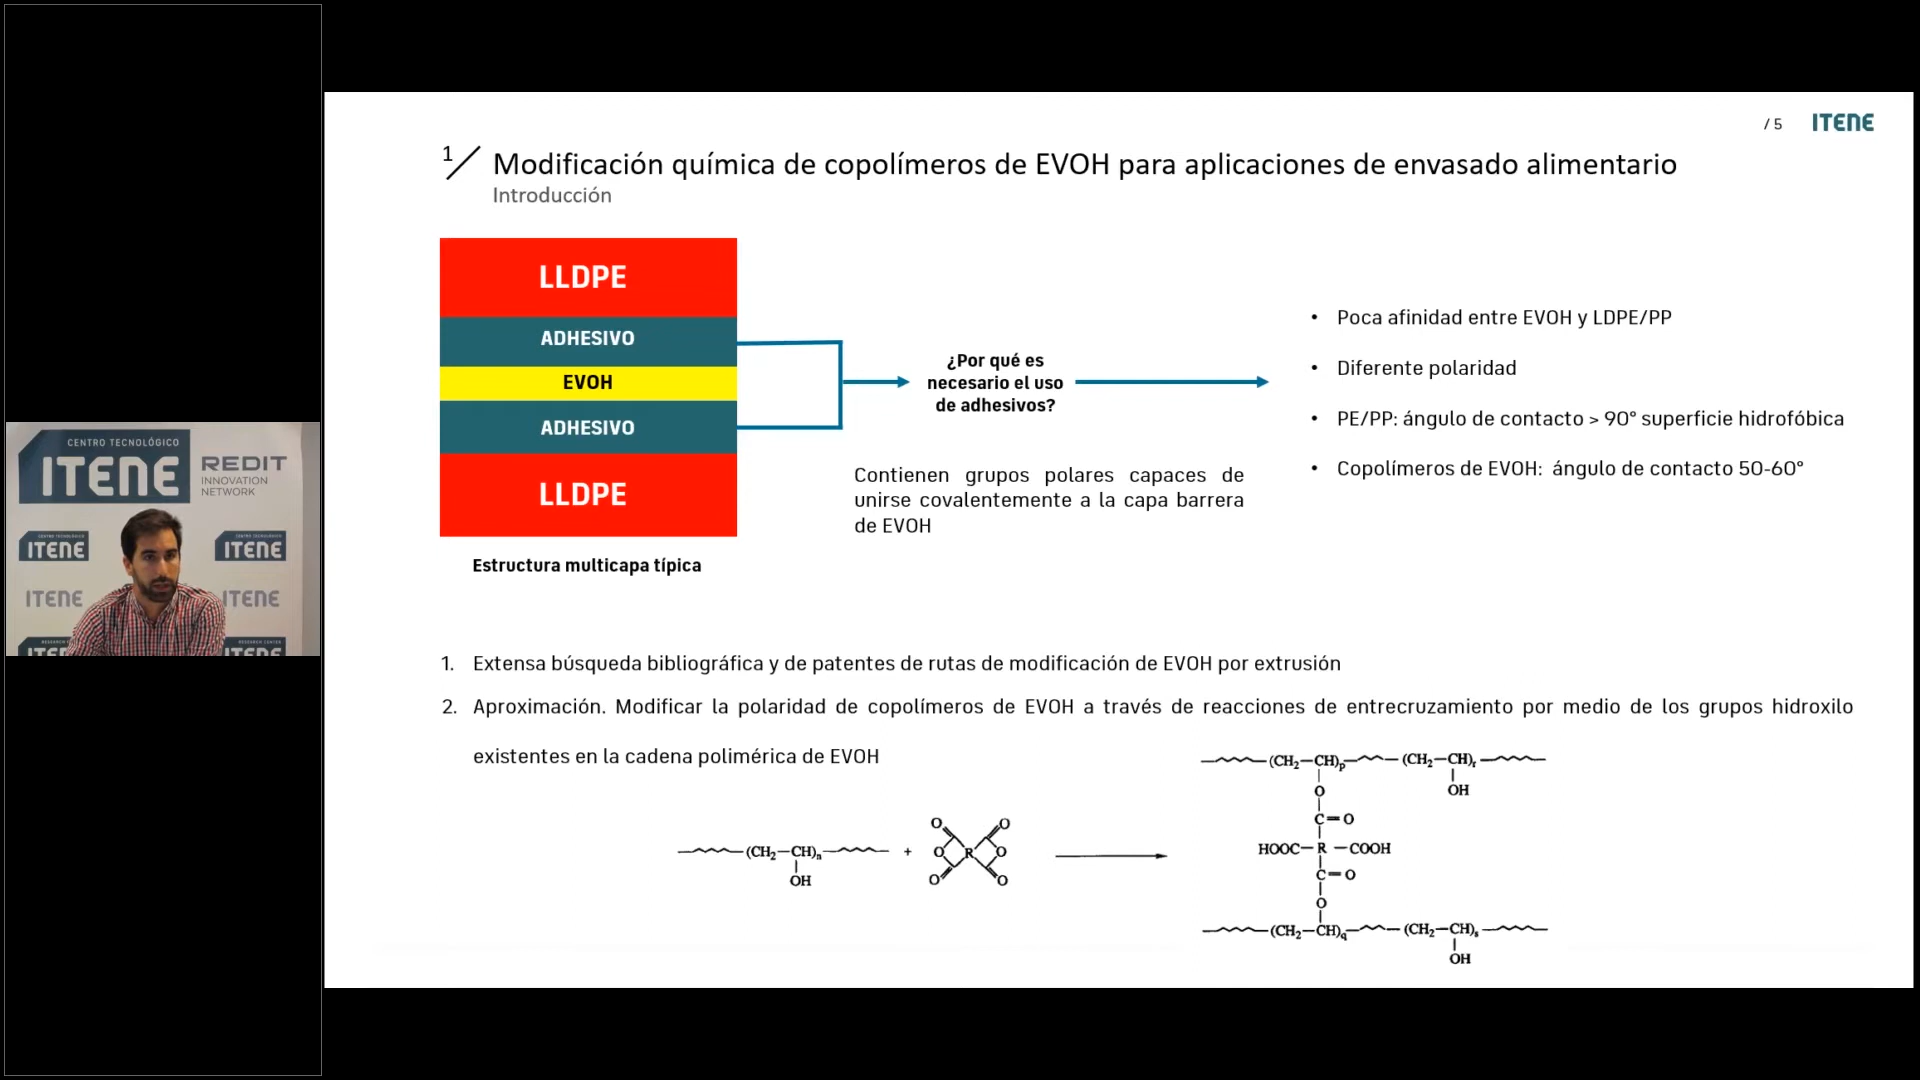 / 5
ITENE
1
Modificación química de copolímeros de EVOH para aplicaciones de envasado alimentario
Introducción
LLDPE
ADHESIVO
EVOH
ADHESIVO
LLDPE
Estructura multicapa típica
¿Por qué es
necesario el uso
de adhesivos?
Contienen grupos polares capaces de
unirse covalentemente a la capa barrera
de EVOH
• Poca afinidad entre EVOH y LDPE/PP
• Diferente polaridad
• PE/PP: ángulo de contacto > 90° superficie hidrofóbica
• Copolímeros de EVOH: ángulo de contacto 50-60°
1. Extensa búsqueda bibliográfica y de patentes de rutas de modificación de EVOH por extrusión
2. Aproximación. Modificar la polaridad de copolímeros de EVOH a través de reacciones de entrecruzamiento por medio de los grupos hidroxilo
existentes en la cadena polimérica de EVOH
(CH₂—CH)ₙ
OH
+
O O
O R O
O O
(CH₂—CH)ₚ (CH₂—CH)ᵣ
O OH
C=O
HOOC—R—COOH
C=O
O
(CH₂—CH)q (CH₂—CH)ₛ
OH
CENTRO TECNOLÓGICO
ITENE
REDIT
INNOVATION
NETWORK
ITENE
ITENE
ITENE
ITENE